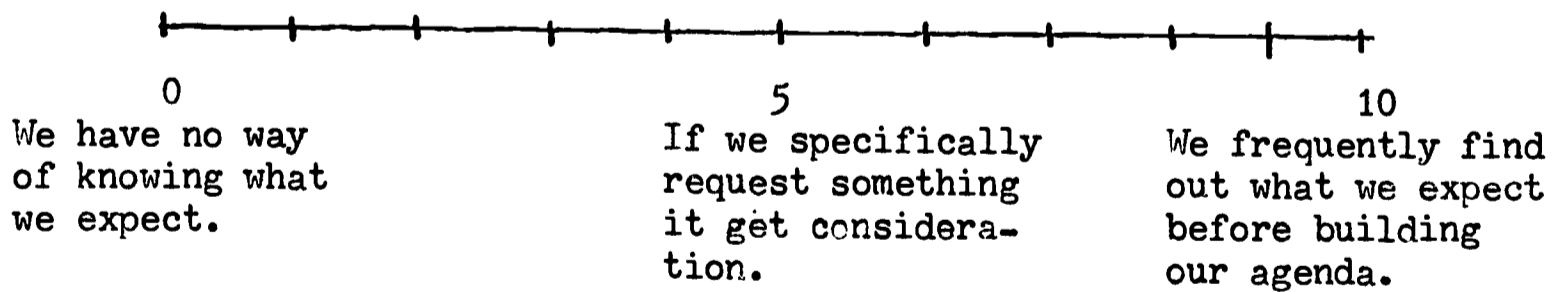 0
We have no way
of knowing what
we expect.
5
If we specifically
request something
it get considera-
tion.
10
We frequently find
out what we expect
before building
our agenda.